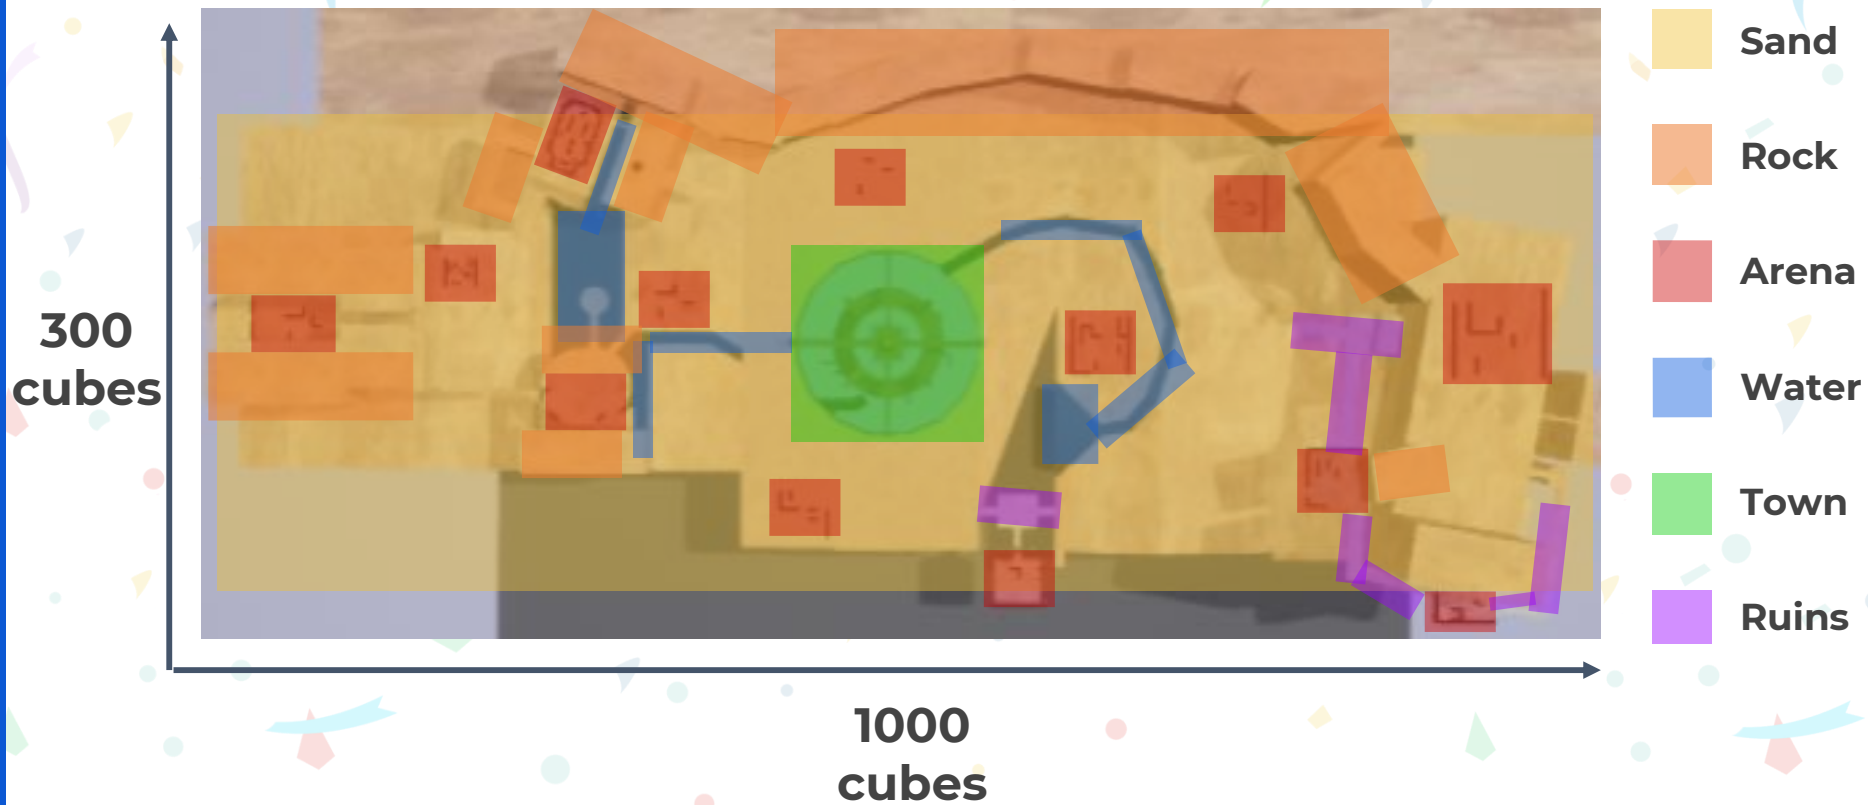 Sand
Rock
Arena
300
cubes
Water
Town
Ruins
1000
cubes